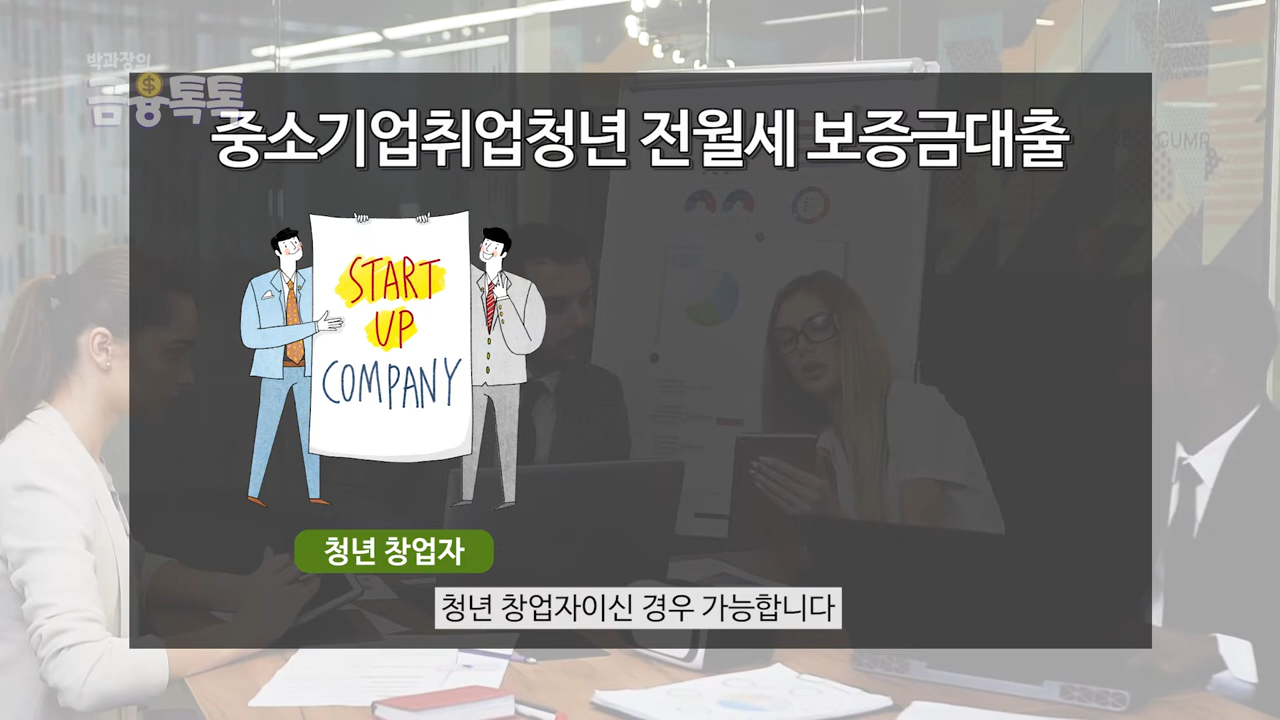 박과장의
금융톡톡
중소기업취업청년 전월세 보증금대출
START
UP
COMPANY
청년 창업자
청년 창업자이신 경우 가능합니다